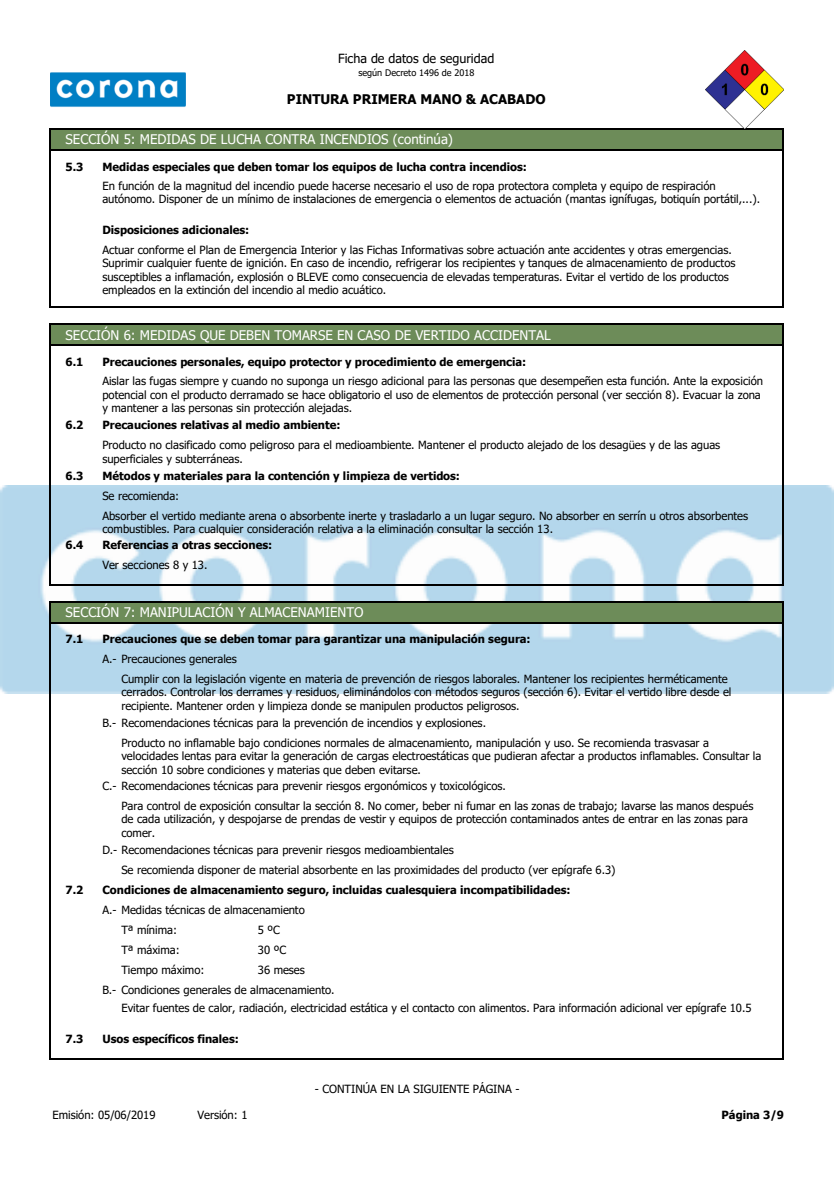 Ficha de datos de seguridad
según Decreto 1496 de 2018
corona
PINTURA PRIMERA MANO & ACABADO
0
1
0
SECCIÓN 5: MEDIDAS DE LUCHA CONTRA INCENDIOS (continúa)
5.3 Medidas especiales que deben tomar los equipos de lucha contra incendios:
En función de la magnitud del incendio puede hacerse necesario el uso de ropa protectora completa y equipo de respiración
autónomo. Disponer de un mínimo de instalaciones de emergencia o elementos de actuación (mantas ignífugas, botiquín portátil,...).
Disposiciones adicionales:
Actuar conforme el Plan de Emergencia Interior y las Fichas Informativas sobre actuación ante accidentes y otras emergencias.
Suprimir cualquier fuente de ignición. En caso de incendio, refrigerar los recipientes y tanques de almacenamiento de productos
susceptibles a inflamación, explosión o BLEVE como consecuencia de elevadas temperaturas. Evitar el vertido de los productos
empleados en la extinción del incendio al medio acuático.
SECCIÓN 6: MEDIDAS QUE DEBEN TOMARSE EN CASO DE VERTIDO ACCIDENTAL
6.1 Precauciones personales, equipo protector y procedimiento de emergencia:
Aislar las fugas siempre y cuando no suponga un riesgo adicional para las personas que desempeñen esta función. Ante la exposición
potencial con el producto derramado se hace obligatorio el uso de elementos de protección personal (ver sección 8). Evacuar la zona
y mantener a las personas sin protección alejadas.
6.2 Precauciones relativas al medio ambiente:
Producto no clasificado como peligroso para el medioambiente. Mantener el producto alejado de los desagües y de las aguas
superficiales y subterráneas.
6.3 Métodos y materiales para la contención y limpieza de vertidos:
Se recomienda:
Absorber el vertido mediante arena o absorbente inerte y trasladarlo a un lugar seguro. No absorber en serrín u otros absorbentes
combustibles. Para cualquier consideración relativa a la eliminación consultar la sección 13.
6.4 Referencias a otras secciones:
Ver secciones 8 y 13.
corona
SECCIÓN 7: MANIPULACIÓN Y ALMACENAMIENTO
7.1 Precauciones que se deben tomar para garantizar una manipulación segura:
A.- Precauciones generales
Cumplir con la legislación vigente en materia de prevención de riesgos laborales. Mantener los recipientes herméticamente
cerrados. Controlar los derrames y residuos, eliminándolos con métodos seguros (sección 6). Evitar el vertido libre desde el
recipiente. Mantener orden y limpieza donde se manipulen productos peligrosos.
B.- Recomendaciones técnicas para la prevención de incendios y explosiones.
Producto no inflamable bajo condiciones normales de almacenamiento, manipulación y uso. Se recomienda trasvasar a
velocidades lentas para evitar la generación de cargas electroestáticas que pudieran afectar a productos inflamables. Consultar la
sección 10 sobre condiciones y materias que deben evitarse.
C.- Recomendaciones técnicas para prevenir riesgos ergonómicos y toxicológicos.
Para control de exposición consultar la sección 8. No comer, beber ni fumar en las zonas de trabajo; lavarse las manos después
de cada utilización, y despojarse de prendas de vestir y equipos de protección contaminados antes de entrar en las zonas para
comer.
D.- Recomendaciones técnicas para prevenir riesgos medioambientales
Se recomienda disponer de material absorbente en las proximidades del producto (ver epígrafe 6.3)
7.2 Condiciones de almacenamiento seguro, incluidas cualesquiera incompatibilidades:
A.- Medidas técnicas de almacenamiento
Tª mínima: 5 ºC
Tª máxima: 30 ºC
Tiempo máximo: 36 meses
B.- Condiciones generales de almacenamiento.
Evitar fuentes de calor, radiación, electricidad estática y el contacto con alimentos. Para información adicional ver epígrafe 10.5
7.3 Usos específicos finales:
- CONTINÚA EN LA SIGUIENTE PÁGINA -
Emisión: 05/06/2019 Versión: 1 Página 3/9